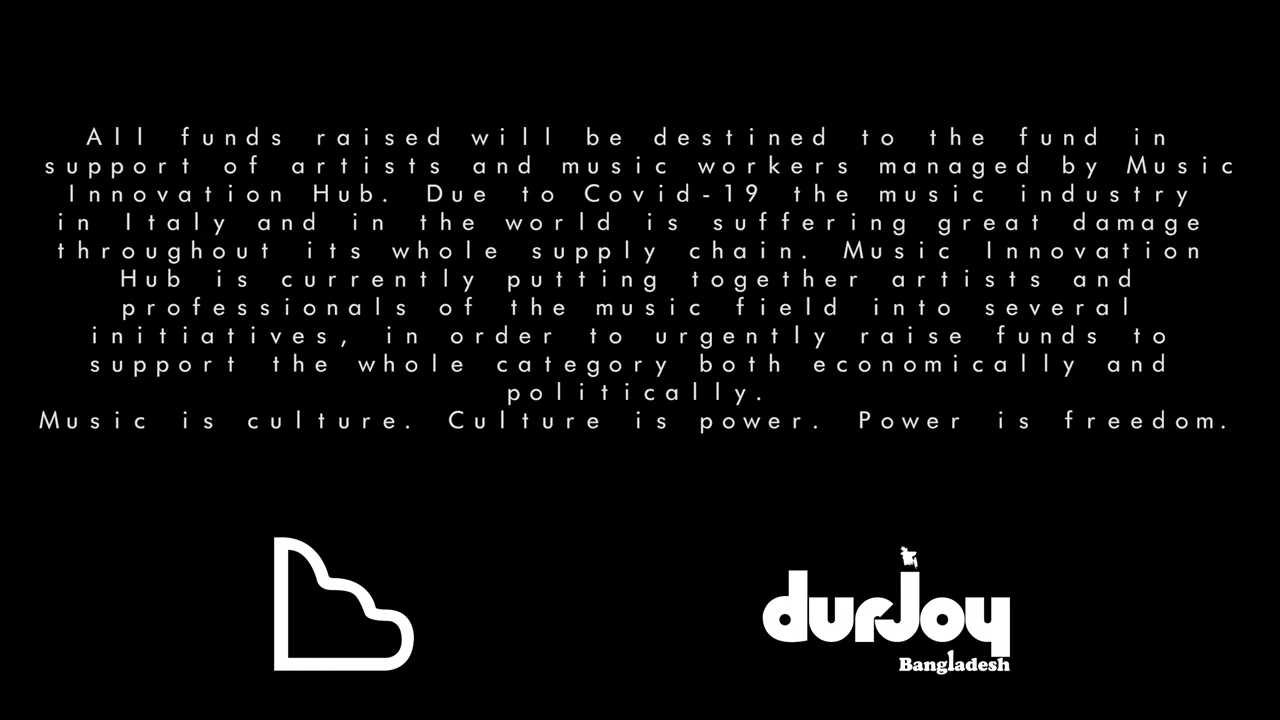 All funds raised will be destined to the fund in
support of artists and music workers managed by Music
Innovation Hub. Due to Covid-19 the music industry
in Italy and in the world is suffering great damage
throughout its whole supply chain. Music Innovation
Hub is currently putting together artists and
professionals of the music field into several
initiatives, in order to urgently raise funds to
support the whole category both economically and
politically.
Music is culture. Culture is power. Power is freedom.
durjoy
Bangladesh